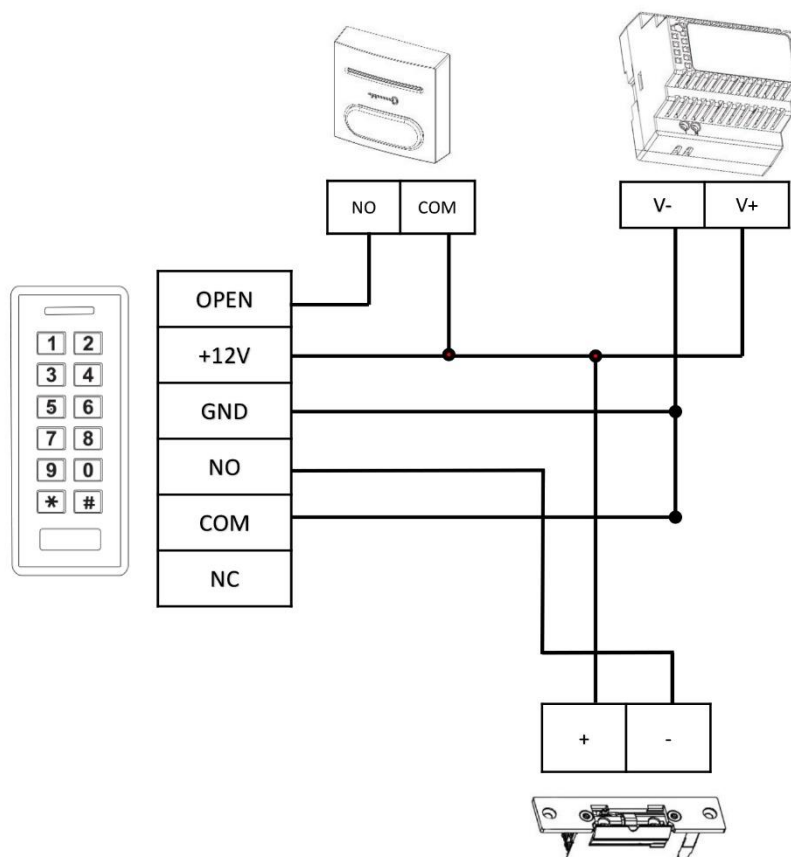 NO COM
V- V+
OPEN
+12V
GND
NO
COM
NC
1 2
3 4
5 6
7 8
9 0
* #
+ -